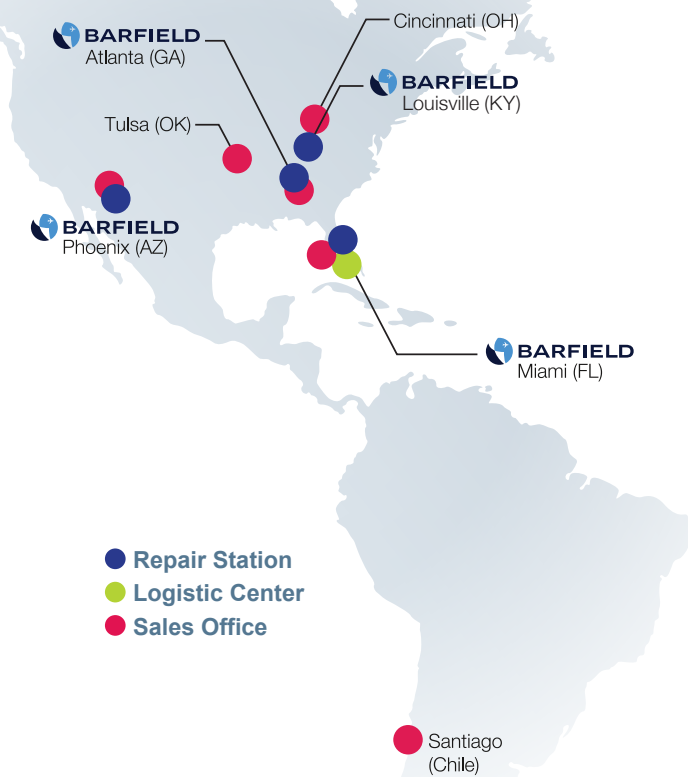 Cincinnati (OH)
BARFIELD
Atlanta (GA)
BARFIELD
Louisville (KY)
Tulsa (OK)
BARFIELD
Phoenix (AZ)
BARFIELD
Miami (FL)
Repair Station
Logistic Center
Sales Office
Santiago
(Chile)